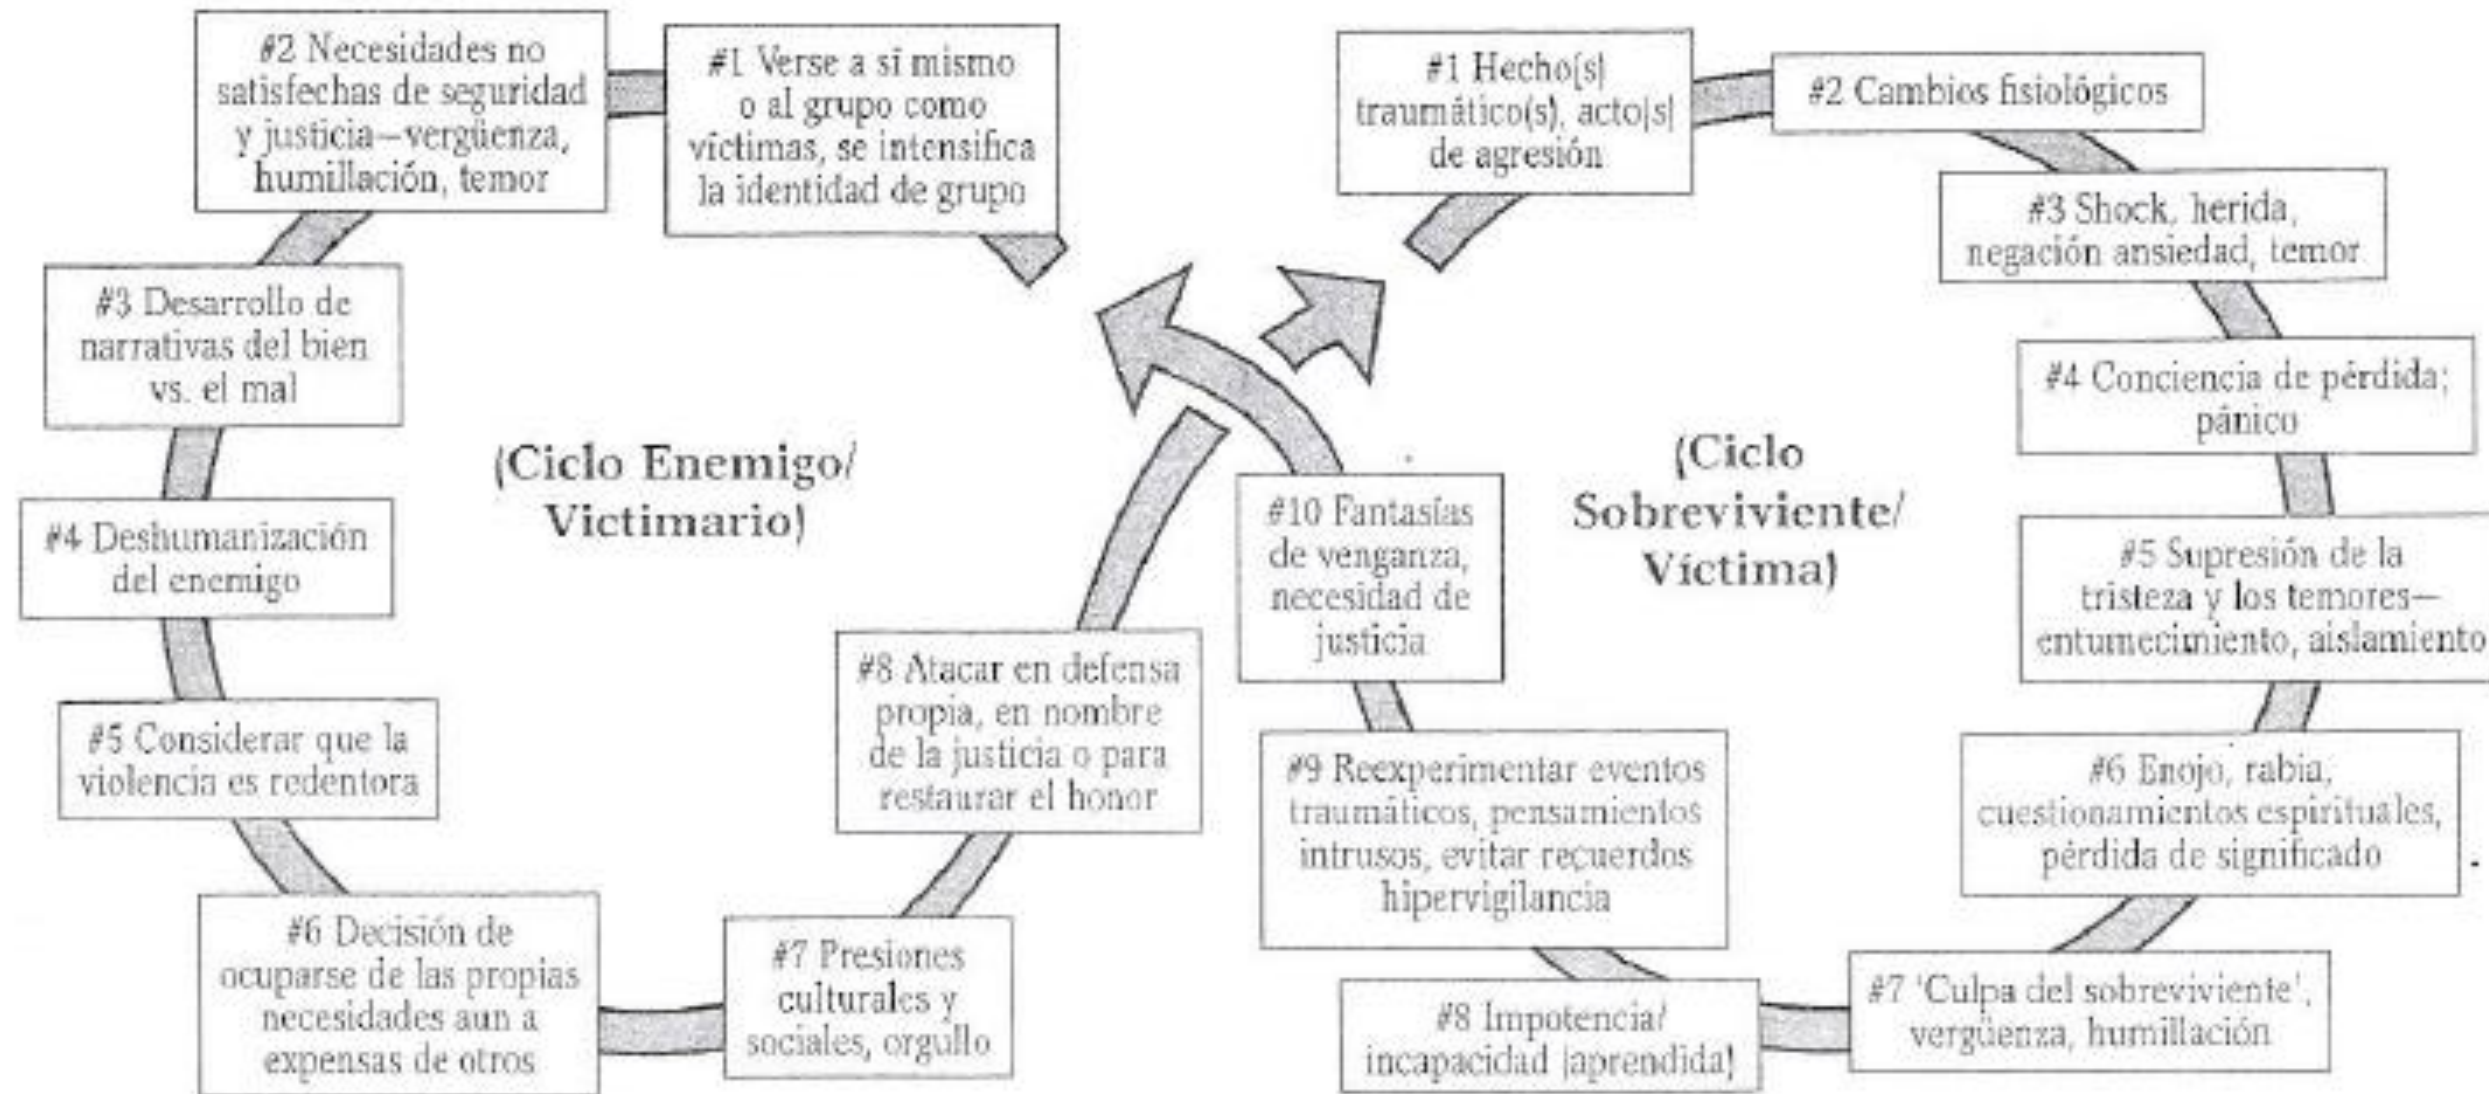 #2 Necesidades no
satisfechas de seguridad
y justicia—vergüenza,
humillación, temor
#1 Verse a sí mismo
o al grupo como
víctimas, se intensifica
la identidad de grupo
#3 Desarrollo de
narrativas del bien
vs. el mal
#4 Deshumanización
del enemigo
#5 Considerar que la
violencia es redentora
#6 Decisión de
ocuparse de las propias
necesidades aun a
expensas de otros
#7 Presiones
culturales y
sociales, orgullo
#8 Atacar en defensa
propia, en nombre
de la justicia o para
restaurar el honor
(Ciclo Enemigo/
Victimario)
#1 Hecho(s)
traumático(s), acto(s)
de agresión
#2 Cambios fisiológicos
#3 Shock, herida,
negación ansiedad, temor
#4 Conciencia de pérdida;
pánico
#5 Supresión de la
tristeza y los temores—
entumecimiento, aislamiento
#6 Enojo, rabia,
cuestionamientos espirituales,
pérdida de significado
#7 'Culpa del sobreviviente',
vergüenza, humillación
#8 Impotencia/
incapacidad (aprendida)
#9 Reexperimentar eventos
traumáticos, pensamientos
intrusos, evitar recuerdos
hipervigilancia
#10 Fantasías
de venganza,
necesidad de
justicia
(Ciclo
Sobreviviente/
Víctima)